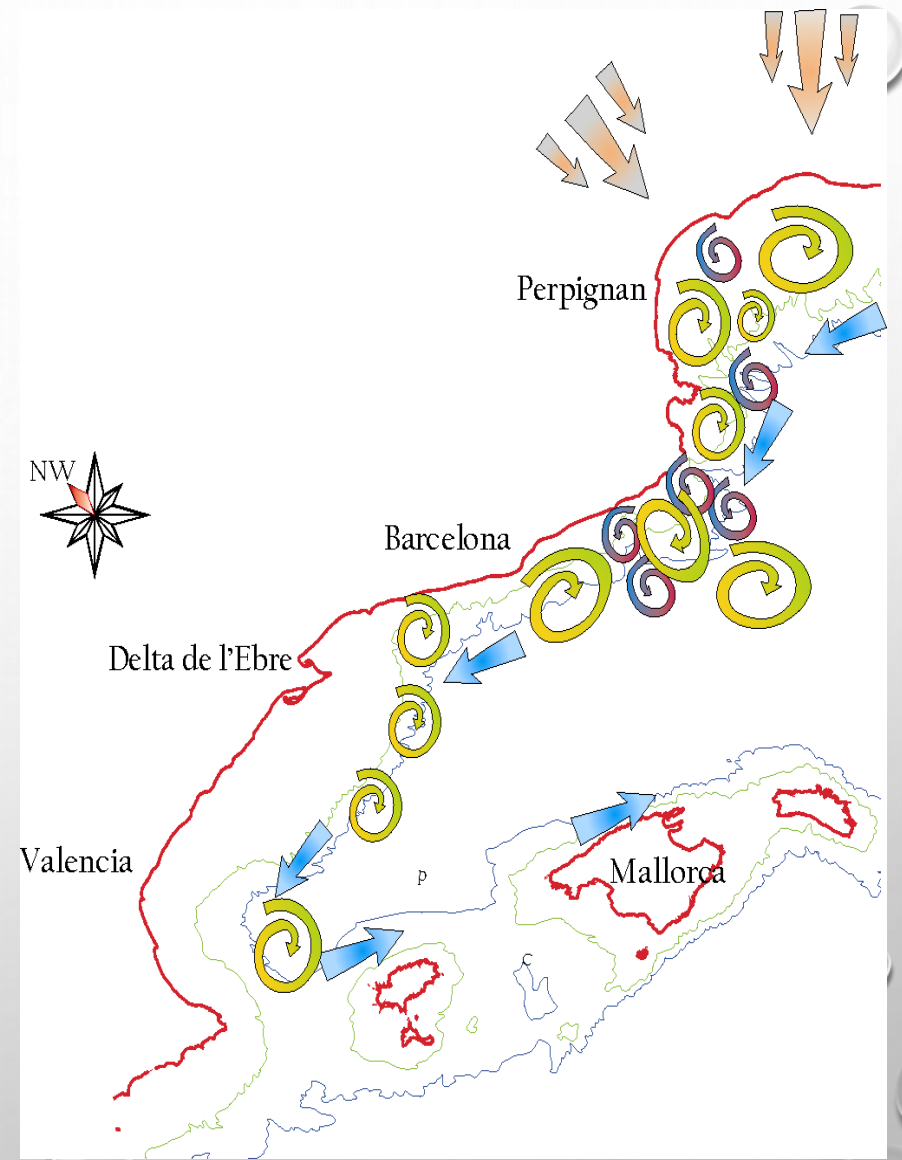 Perpignan
NW
Barcelona
Delta de l'Ebre
Valencia
Mallorca
p
C